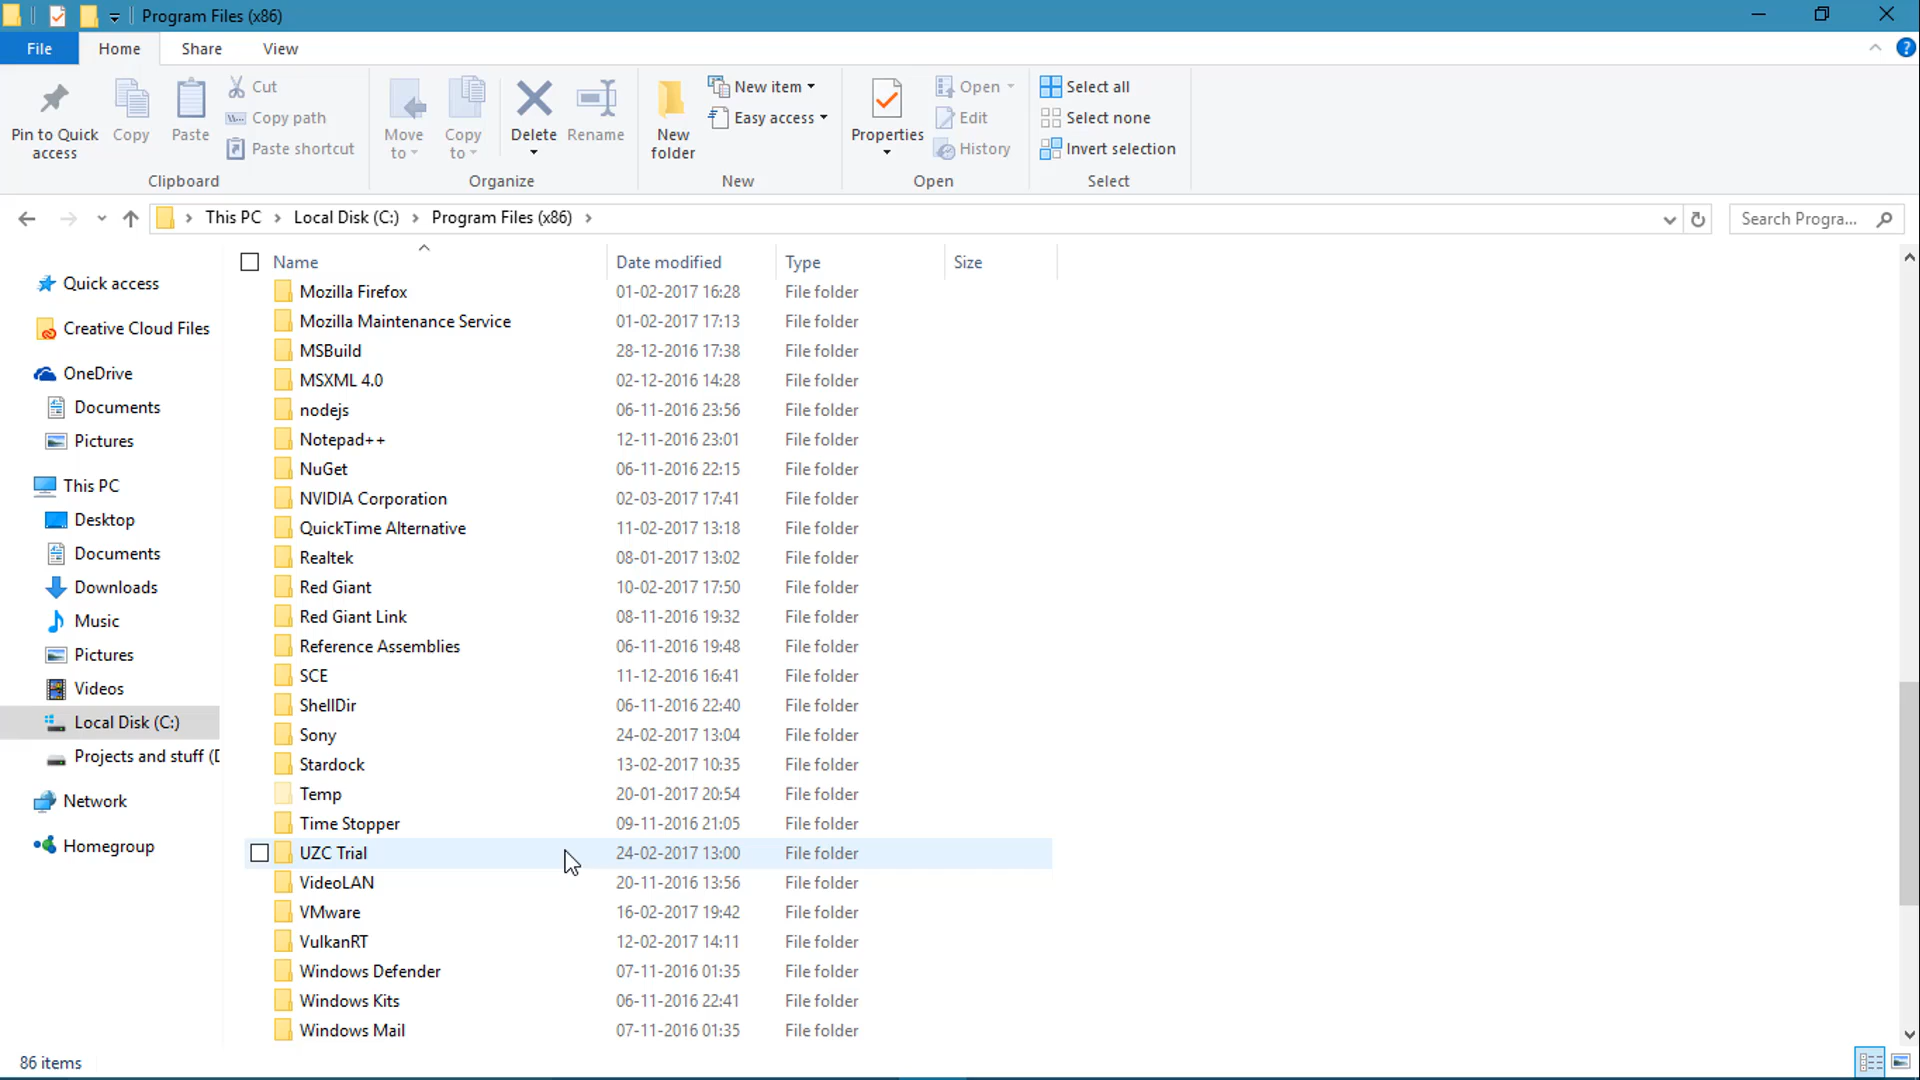 Program Files (x86)
File Home Share View
Pin to Quick access
Copy
Paste
Cut
Copy path
Paste shortcut
Clipboard
Move to
Copy to
Delete
Rename
Organize
New folder
New item
Easy access
New
Properties
Open
Edit
History
Open
Select all
Select none
Invert selection
Select
This PC Local Disk (C:) Program Files (x86)
Search Progra...
Quick access
Creative Cloud Files
OneDrive
Documents
Pictures
This PC
Desktop
Documents
Downloads
Music
Pictures
Videos
Local Disk (C:)
Projects and stuff (D
Network
Homegroup
Name Date modified Type Size
Mozilla Firefox 01-02-2017 16:28 File folder
Mozilla Maintenance Service 01-02-2017 17:13 File folder
MSBuild 28-12-2016 17:38 File folder
MSXML 4.0 02-12-2016 14:28 File folder
nodejs 06-11-2016 23:56 File folder
Notepad++ 12-11-2016 23:01 File folder
NuGet 06-11-2016 22:15 File folder
NVIDIA Corporation 02-03-2017 17:41 File folder
QuickTime Alternative 11-02-2017 13:18 File folder
Realtek 08-01-2017 13:02 File folder
Red Giant 10-02-2017 17:50 File folder
Red Giant Link 08-11-2016 19:32 File folder
Reference Assemblies 06-11-2016 19:48 File folder
SCE 11-12-2016 16:41 File folder
ShellDir 06-11-2016 22:40 File folder
Sony 24-02-2017 13:04 File folder
Stardock 13-02-2017 10:35 File folder
Temp 20-01-2017 20:54 File folder
Time Stopper 09-11-2016 21:05 File folder
UZC Trial 24-02-2017 13:00 File folder
VideoLAN 20-11-2016 13:56 File folder
VMware 16-02-2017 19:42 File folder
VulkanRT 12-02-2017 14:11 File folder
Windows Defender 07-11-2016 01:35 File folder
Windows Kits 06-11-2016 22:41 File folder
Windows Mail 07-11-2016 01:35 File folder
86 items